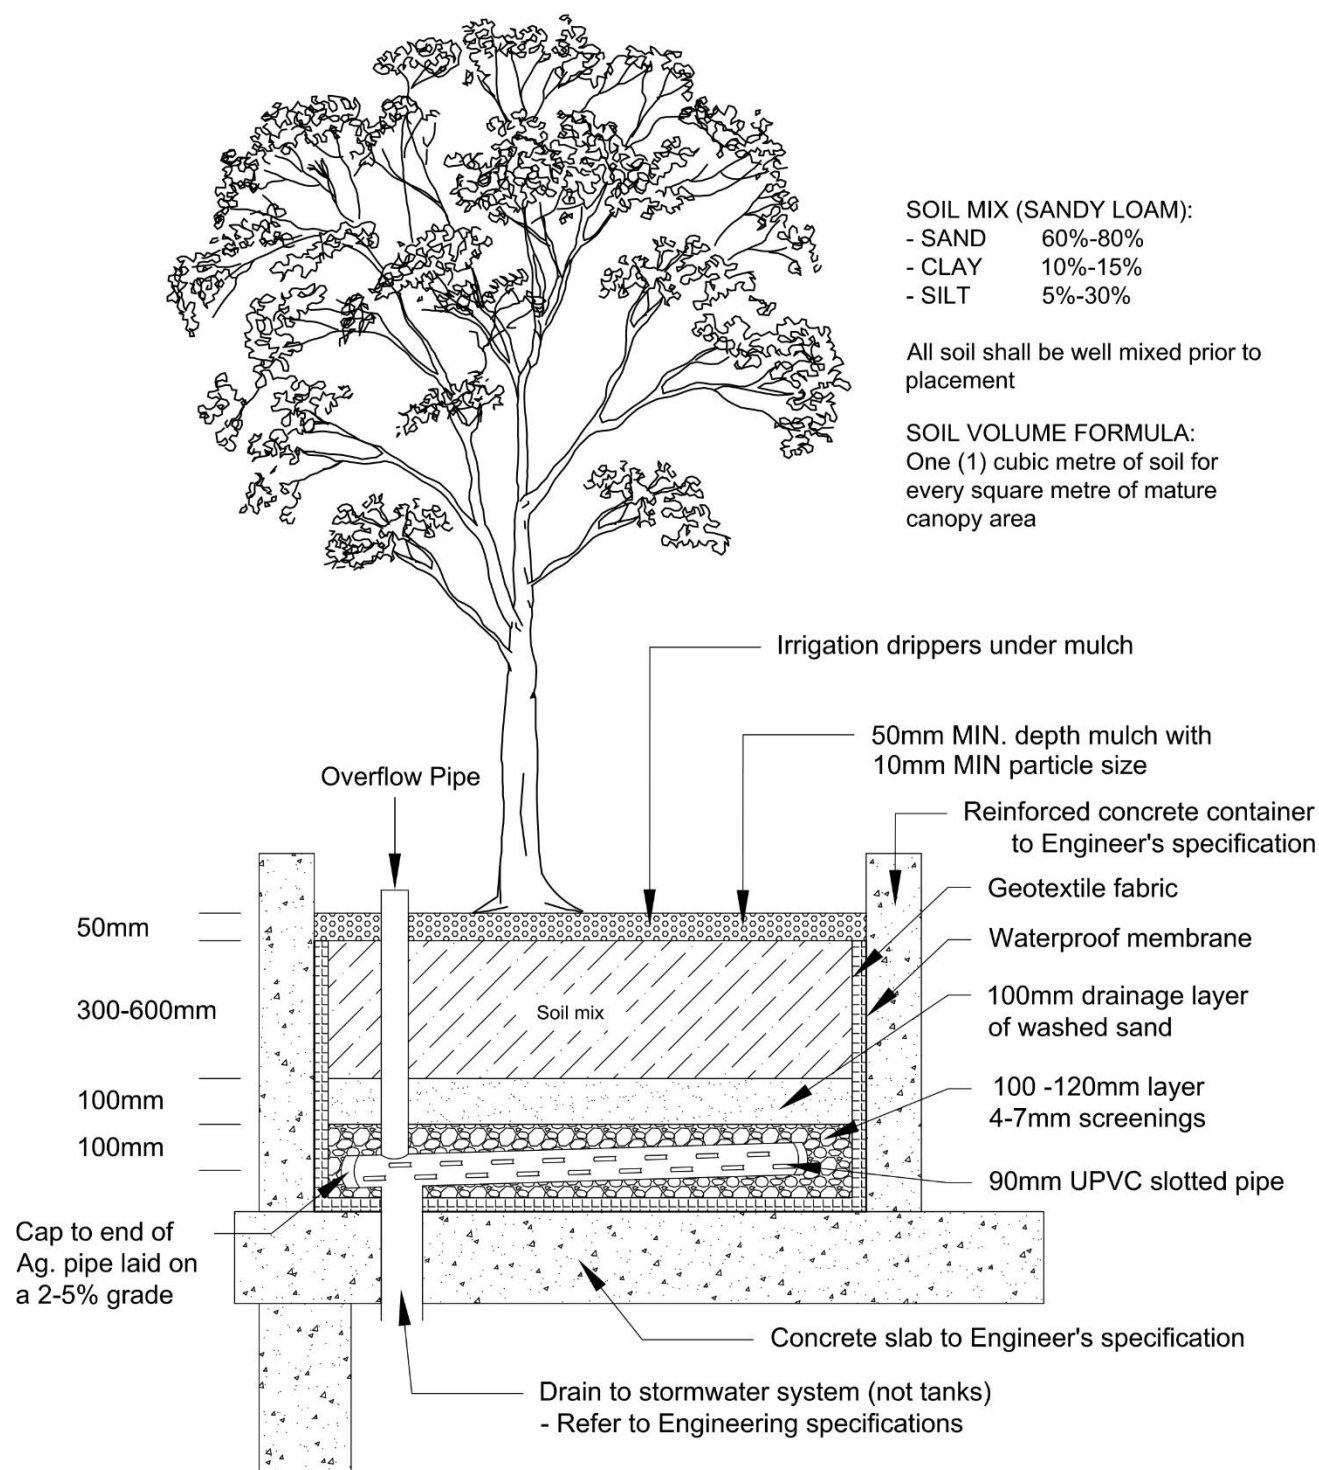 SOIL MIX (SANDY LOAM):
- SAND 60%-80%
- CLAY 10%-15%
- SILT 5%-30%
All soil shall be well mixed prior to
placement
SOIL VOLUME FORMULA:
One (1) cubic metre of soil for
every square metre of mature
canopy area
Irrigation drippers under mulch
50mm MIN. depth mulch with
10mm MIN particle size
Overflow Pipe
Reinforced concrete container
to Engineer's specification
Geotextile fabric
Waterproof membrane
100mm drainage layer
of washed sand
100 -120mm layer
4-7mm screenings
90mm UPVC slotted pipe
50mm
300-600mm
Soil mix
100mm
100mm
Cap to end of
Ag. pipe laid on
a 2-5% grade
Concrete slab to Engineer's specification
Drain to stormwater system (not tanks)
- Refer to Engineering specifications